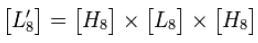 [L′₈] = [H₈] × [L₈] × [H₈]